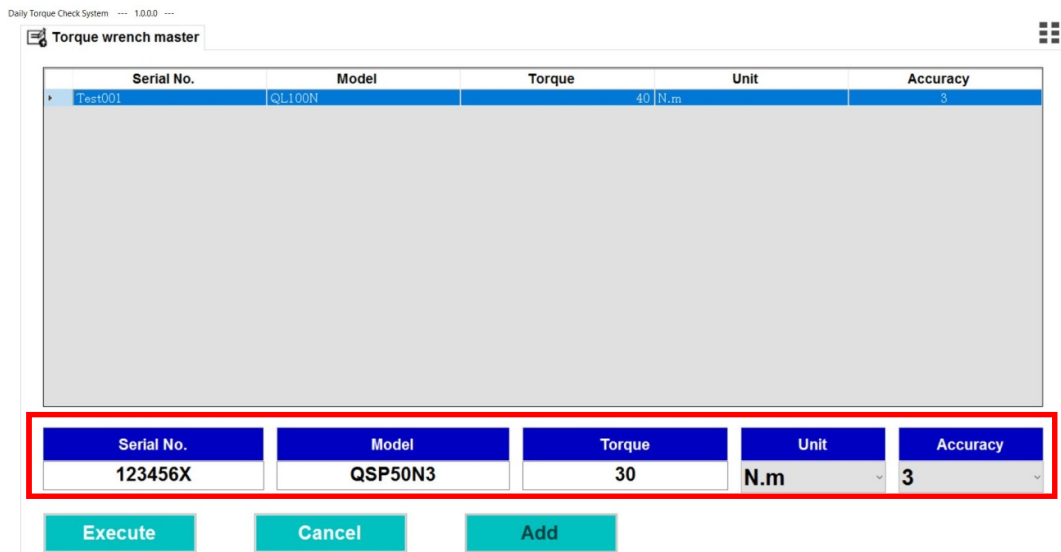 Daily Torque Check System --- 1.0.0.0 ---
Torque wrench master
Serial No. Model Torque Unit Accuracy
Test001 QL100N 40 N.m 3
Serial No. Model Torque Unit Accuracy
123456X QSP50N3 30 N.m 3
Execute Cancel Add